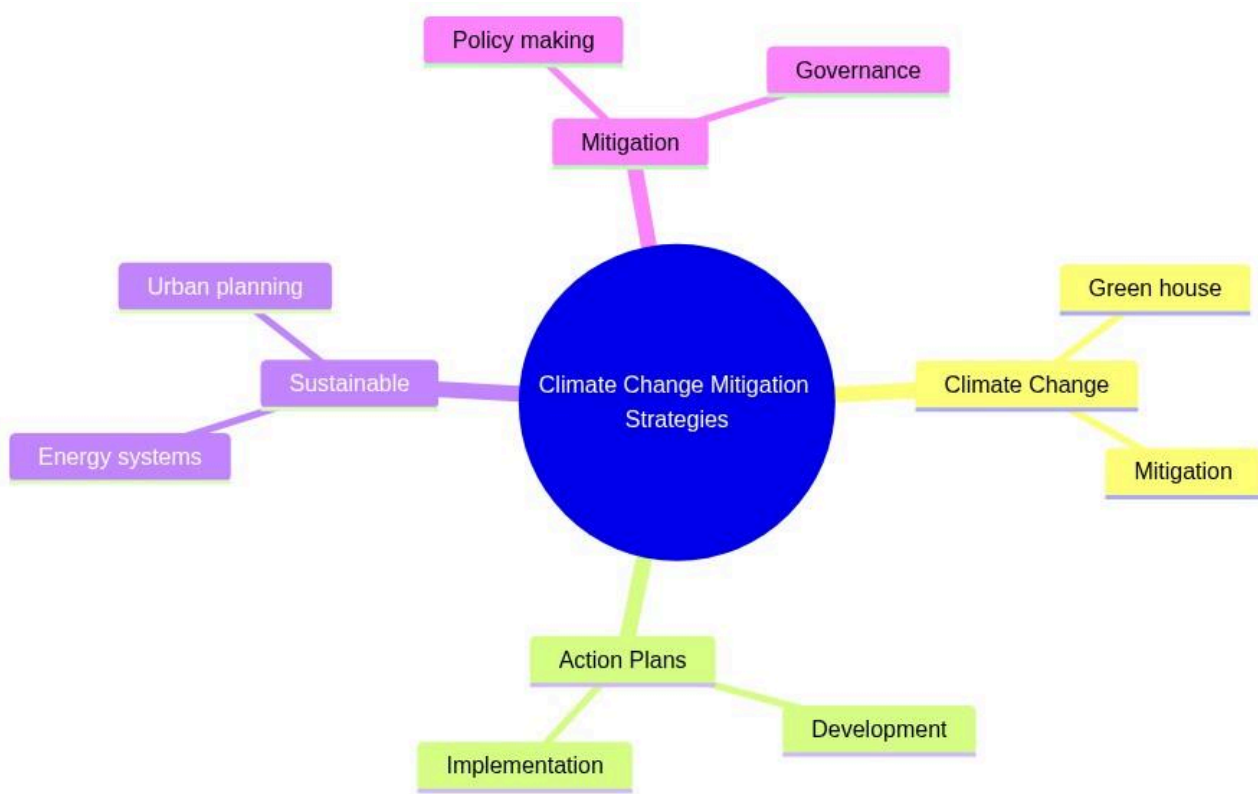 Policy making
Governance
Mitigation
Urban planning
Sustainable
Energy systems
Climate Change Mitigation
Strategies
Green house
Climate Change
Mitigation
Action Plans
Development
Implementation